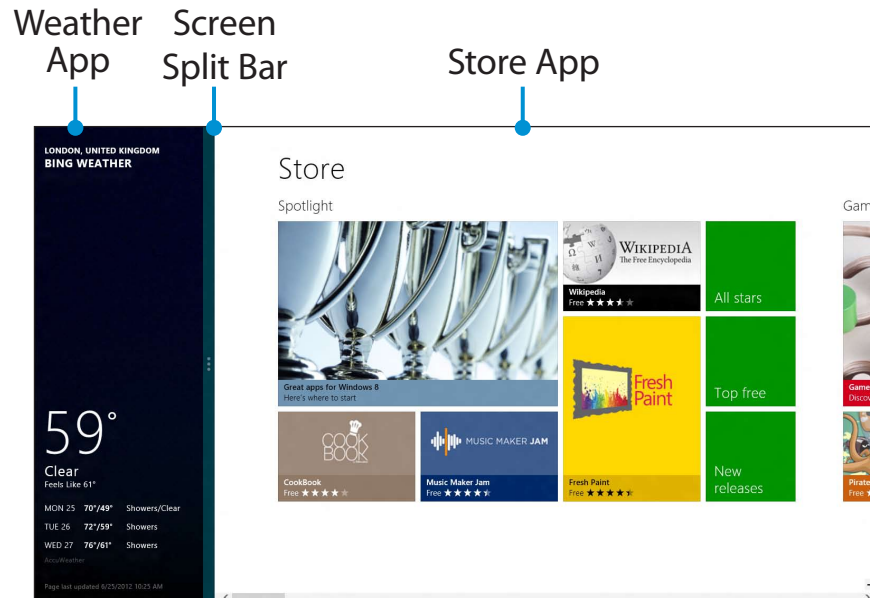 Weather App
Screen Split Bar
Store App
LONDON, UNITED KINGDOM
BING WEATHER
59°
Clear
Feels Like 61°
MON 25 70°/49° Showers/Clear
TUE 26 72°/59° Showers
WED 27 76°/61° Showers
AccuWeather
Page last updated 6/25/2012 10:25 AM
Store
Spotlight
Great apps for Windows 8
Here's where to start
WIKIPEDIA
The Free Encyclopedia
Wikipedia
Free
All stars
Fresh
Paint
Fresh Paint
Free
Top free
COOK
BOOK
CookBook
Free
MUSIC MAKER JAM
Music Maker Jam
Free
New
releases
Gam
Game
Discov
Pirate
Free